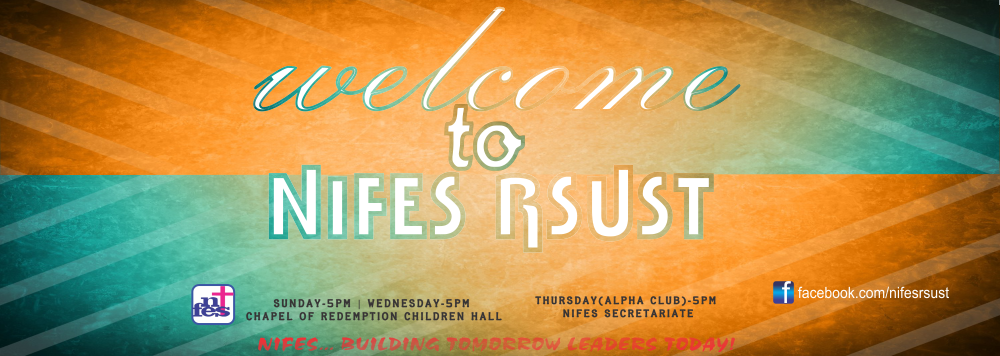 welcome
to
NIFES RSUST
nifes
SUNDAY-5PM | WEDNESDAY-5PM
CHAPEL OF REDEMPTION CHILDREN HALL
THURSDAY(ALPHA CLUB)-5PM
NIFES SECRETARIATE
f facebook.com/nifesrsust
NIFES... BUILDING TOMORROW LEADERS TODAY!